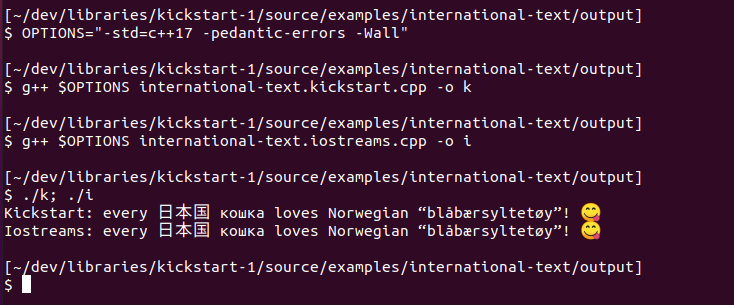 [~/dev/libraries/kickstart-1/source/examples/international-text/output]
$ OPTIONS="-std=c++17 -pedantic-errors -Wall"
[~/dev/libraries/kickstart-1/source/examples/international-text/output]
$ g++ $OPTIONS international-text.kickstart.cpp -o k
[~/dev/libraries/kickstart-1/source/examples/international-text/output]
$ g++ $OPTIONS international-text.iostreams.cpp -o i
[~/dev/libraries/kickstart-1/source/examples/international-text/output]
$ ./k; ./i
Kickstart: every 日本国 кошка loves Norwegian “blåbærsyltetøy”! 😋
Iostreams: every 日本国 кошка loves Norwegian “blåbærsyltetøy”! 😋
[~/dev/libraries/kickstart-1/source/examples/international-text/output]
$